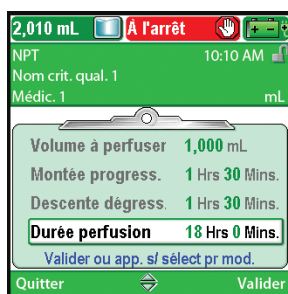 2,010 mL À l'arrêt
NPT 10:10 AM
Nom crit. qual. 1
Médic. 1 mL
Volume à perfuser 1,000 mL
Montée progress. 1 Hrs 30 Mins.
Descente dégress. 1 Hrs 30 Mins.
Durée perfusion 18 Hrs 0 Mins.
Valider ou app. s/ sélect pr mod.
Quitter Valider